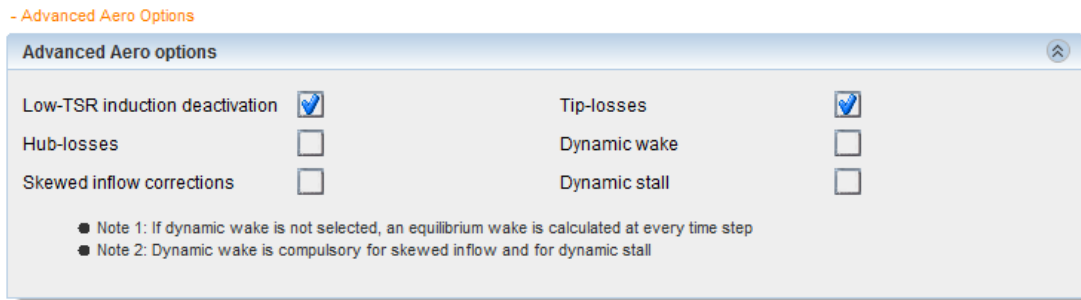 - Advanced Aero Options
Advanced Aero options
Low-TSR induction deactivation Tip-losses
Hub-losses Dynamic wake
Skewed inflow corrections Dynamic stall
Note 1: If dynamic wake is not selected, an equilibrium wake is calculated at every time step
Note 2: Dynamic wake is compulsory for skewed inflow and for dynamic stall